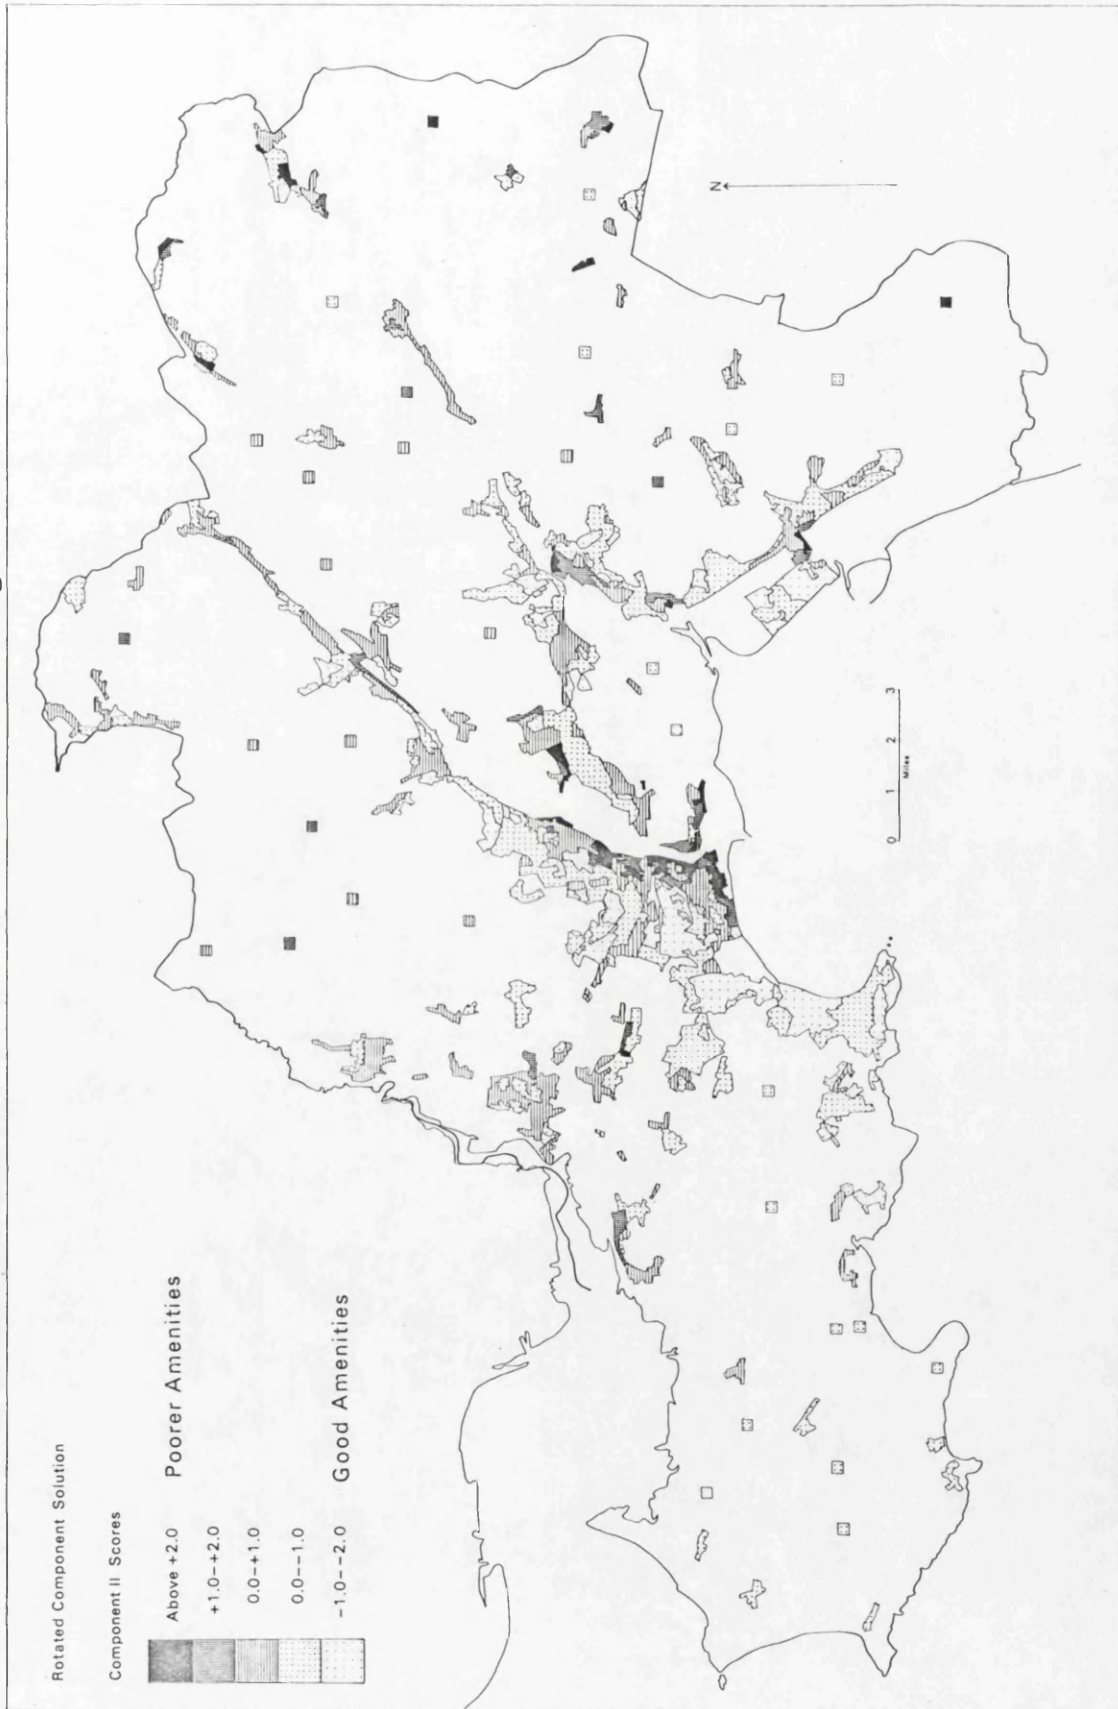 Rotated Component Solution
Component II Scores
Above +2.0 Poorer Amenities
+1.0-+2.0
0.0-+1.0
0.0--1.0
-1.0--2.0 Good Amenities
N
0 1 2 3
Miles